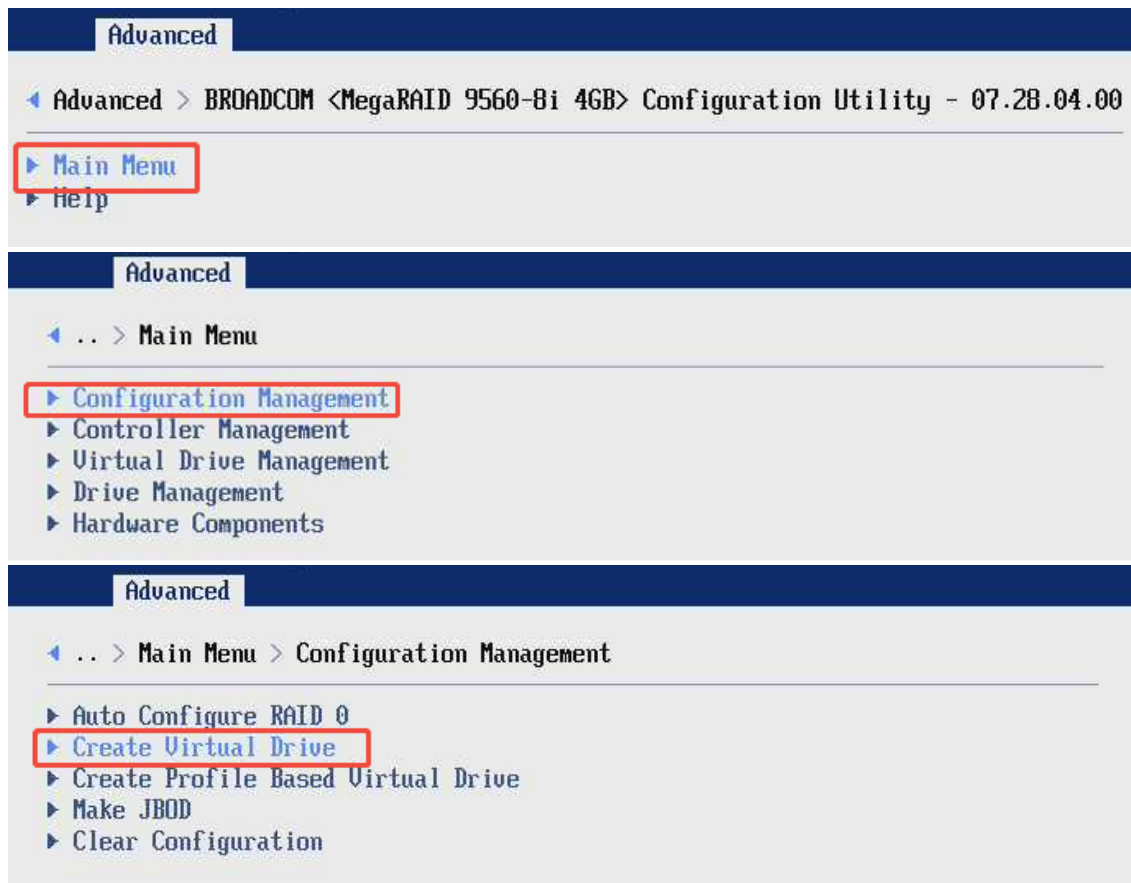 Advanced
Advanced > BROADCOM <MegaRAID 9560-8i 4GB> Configuration Utility - 07.28.04.00
Main Menu
Help
Advanced
.. > Main Menu
Configuration Management
Controller Management
Virtual Drive Management
Drive Management
Hardware Components
Advanced
.. > Main Menu > Configuration Management
Auto Configure RAID 0
Create Virtual Drive
Create Profile Based Virtual Drive
Make JBOD
Clear Configuration